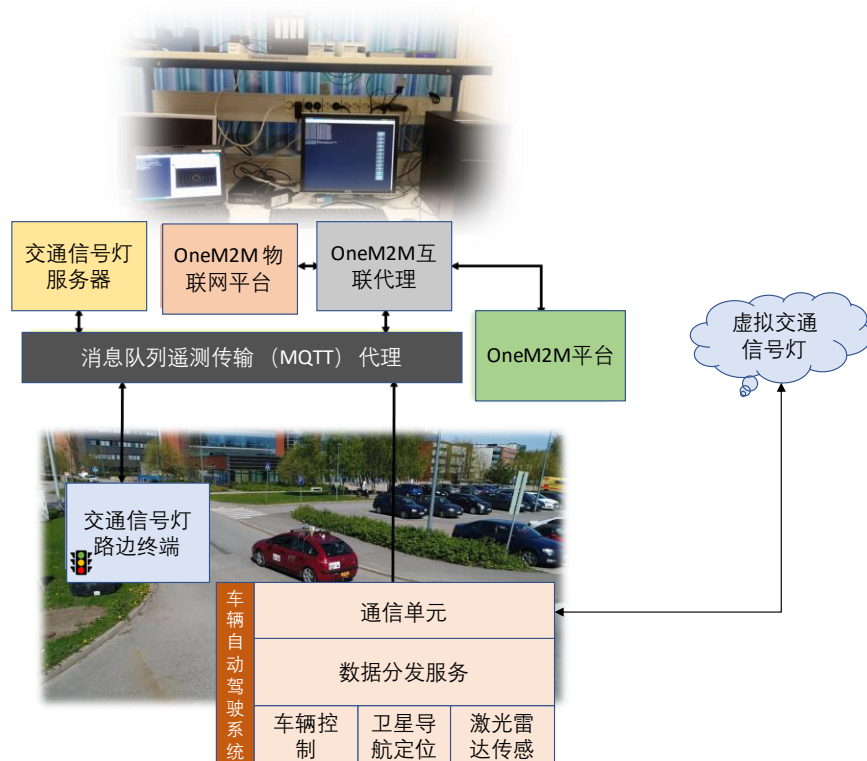 交通信号灯
服务器
OneM2M 物
联网平台
OneM2M互
联代理
消息队列遥测传输 （MQTT）代理
OneM2M平台
虚拟交通
信号灯
交通信号灯
路边终端
车辆自动驾驶系统
通信单元
数据分发服务
车辆控
制
卫星导
航定位
激光雷
达传感